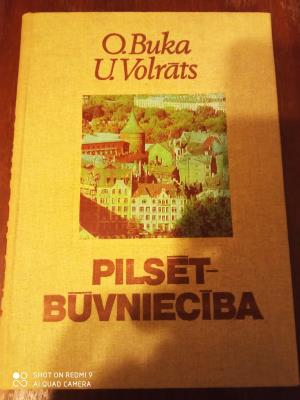 O.Buka
U.Volrāts
PILSĒT-
BŪVNIECĪBA
SHOT ON REDMI 9
AI QUAD CAMERA